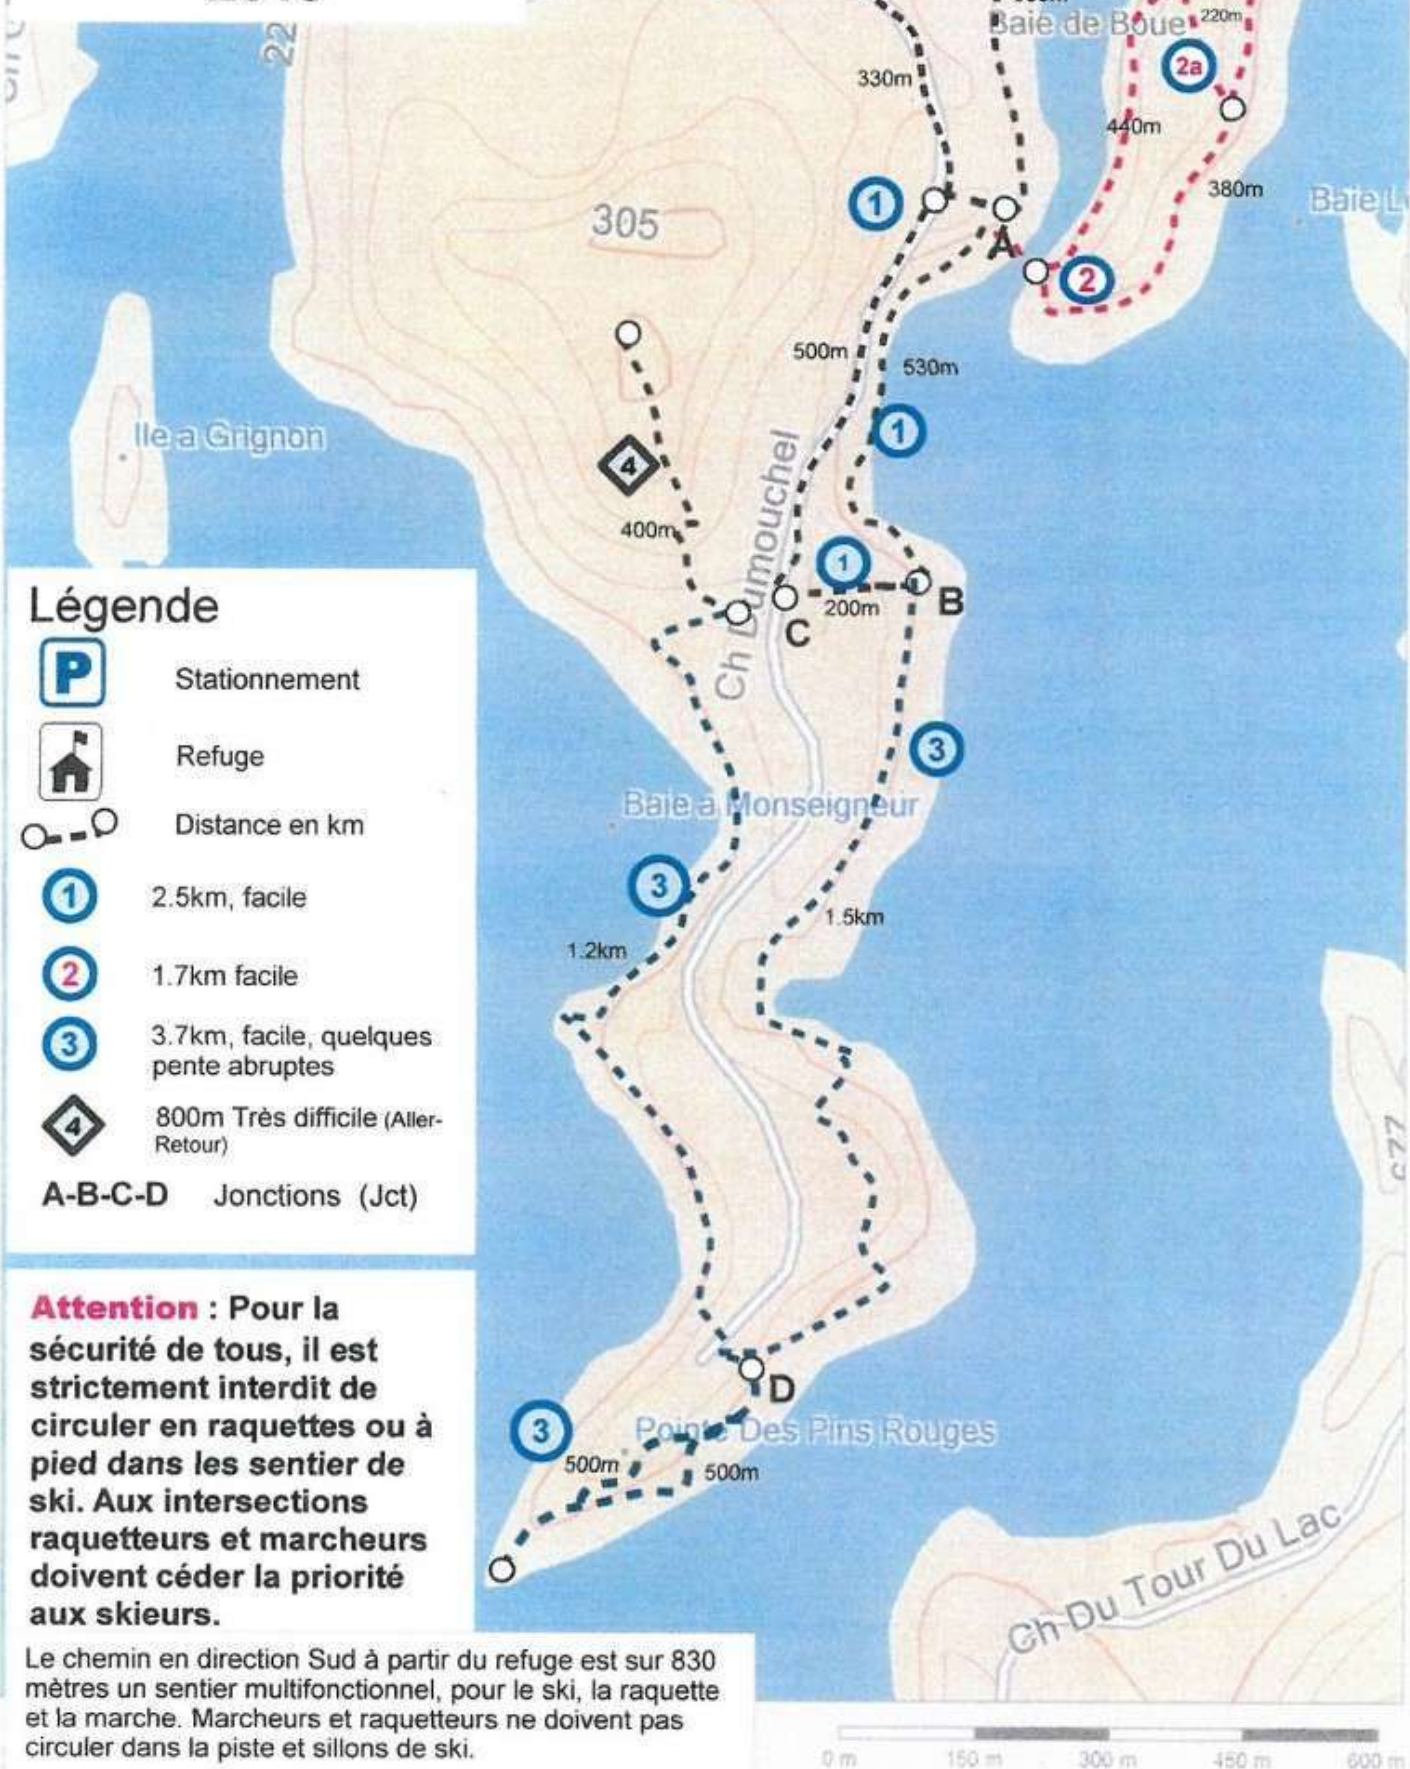 22
Baie de Boue
220m
2a
330m
440m
1
380m
305
A
2
500m
530m
Ile a Grignon
1
4
400m
Ch Dumouchel
1
200m
B
C
Légende
P
Stationnement
Refuge
Distance en km
1
2.5km, facile
2
1.7km facile
3
3.7km, facile, quelques
pente abruptes
4
800m Très difficile (Aller-
Retour)
A-B-C-D Jonctions (Jct)
3
Baie a Monseigneur
3
1.5km
1.2km
D
3
Pointe Des Pins Rouges
500m
500m
Attention : Pour la
sécurité de tous, il est
strictement interdit de
circuler en raquettes ou à
pied dans les sentier de
ski. Aux intersections
raquetteurs et marcheurs
doivent céder la priorité
aux skieurs.
Ch Du Tour Du Lac
Le chemin en direction Sud à partir du refuge est sur 830
mètres un sentier multifonctionnel, pour le ski, la raquette
et la marche. Marcheurs et raquetteurs ne doivent pas
circuler dans la piste et sillons de ski.
0 m 150 m 300 m 450 m 600 m